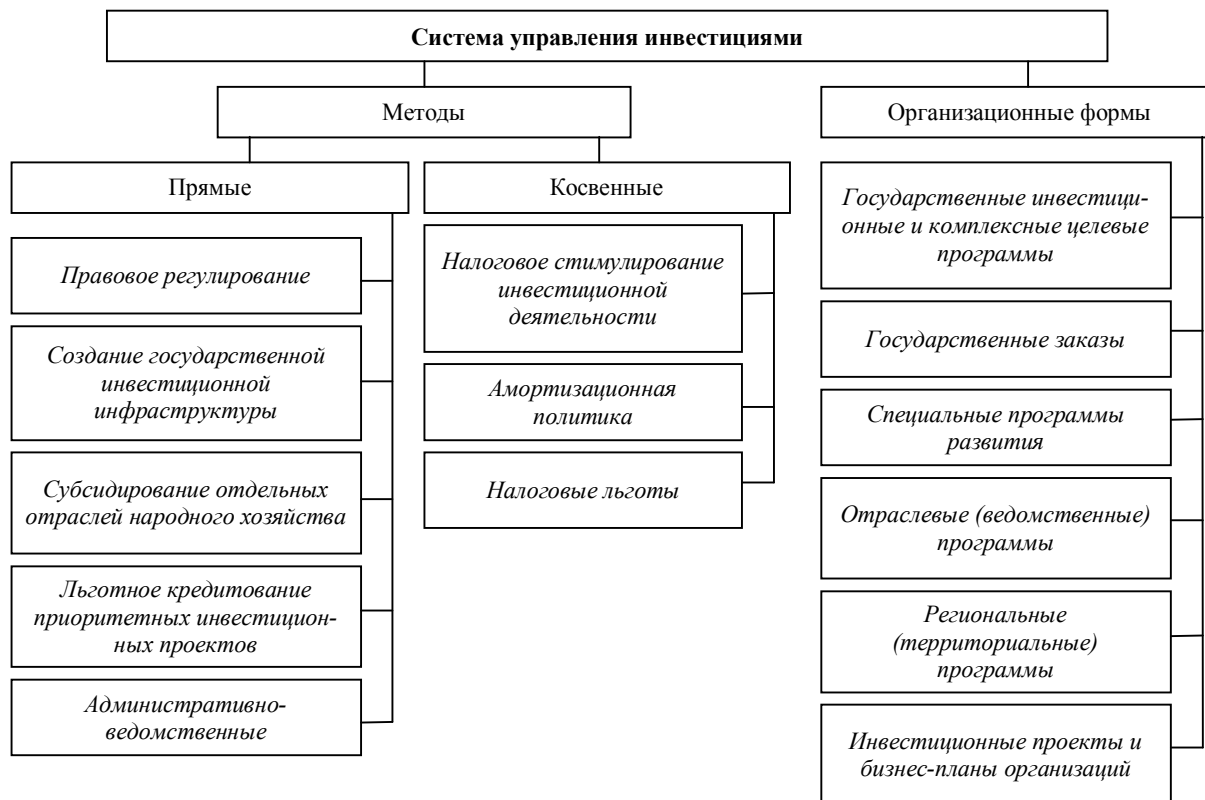 Система управления инвестициями
Методы
Организационные формы
Прямые
Косвенные
Правовое регулирование
Создание государственной
инвестиционной
инфраструктуры
Субсидирование отдельных
отраслей народного хозяйства
Льготное кредитование
приоритетных инвестицион-
ных проектов
Административно-
ведомственные
Налоговое стимулирование
инвестиционной
деятельности
Амортизационная
политика
Налоговые льготы
Государственные инвестици-
онные и комплексные целевые
программы
Государственные заказы
Специальные программы
развития
Отраслевые (ведомственные)
программы
Региональные
(территориальные)
программы
Инвестиционные проекты и
бизнес-планы организаций